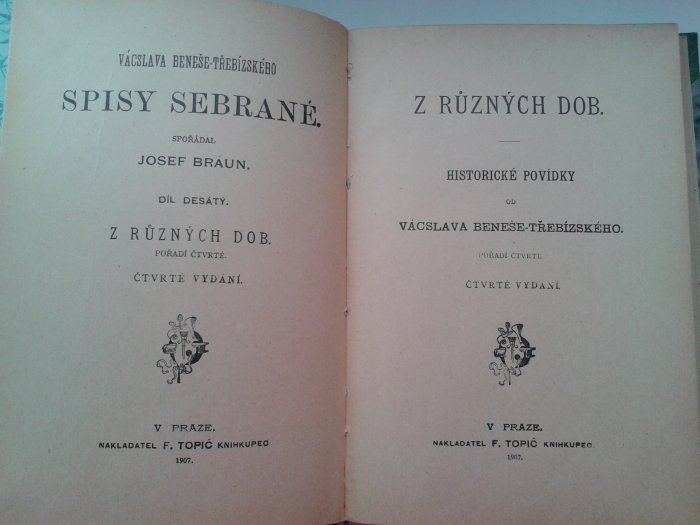 VÁCSLAVA BENEŠE-TŘEBÍZSKÉHO
SPISY SEBRANÉ.
SPOŘÁDAL
JOSEF BRAUN.
DÍL DESÁTÝ.
Z RŮZNÝCH DOB.
POŘADÍ ČTVRTÉ.
ČTVRTÉ VYDÁNÍ.
V PRAZE.
NAKLADATEL F. TOPIČ KNIHKUPEC
1907.
Z RŮZNÝCH DOB.
HISTORICKÉ POVÍDKY
OD
VÁCSLAVA BENEŠE-TŘEBÍZSKÉHO.
POŘADÍ ČTVRTÉ.
ČTVRTÉ VYDÁNÍ.
V PRAZE.
NAKLADATEL F. TOPIČ KNIHKUPEC
1907.